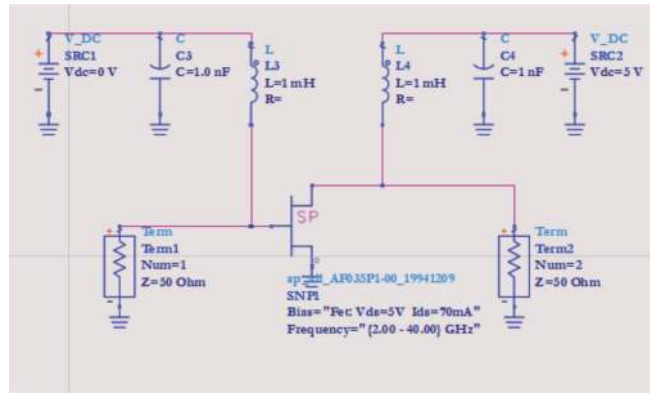 V_DC
SRC1
Vdc=0 V
C
C3
C=1.0 nF
L
L3
L=1 mH
R=
L
L4
L=1 mH
R=
C
C4
C=1 nF
V_DC
SRC2
Vdc=5 V
SP
Term
Term1
Num=1
Z=50 Ohm
AF035P1-00_19941209
SNP1
Bias="Fet: Vds=5V Ids=70mA"
Frequency="{2.00 - 40.00} GHz"
Term
Term2
Num=2
Z=50 Ohm